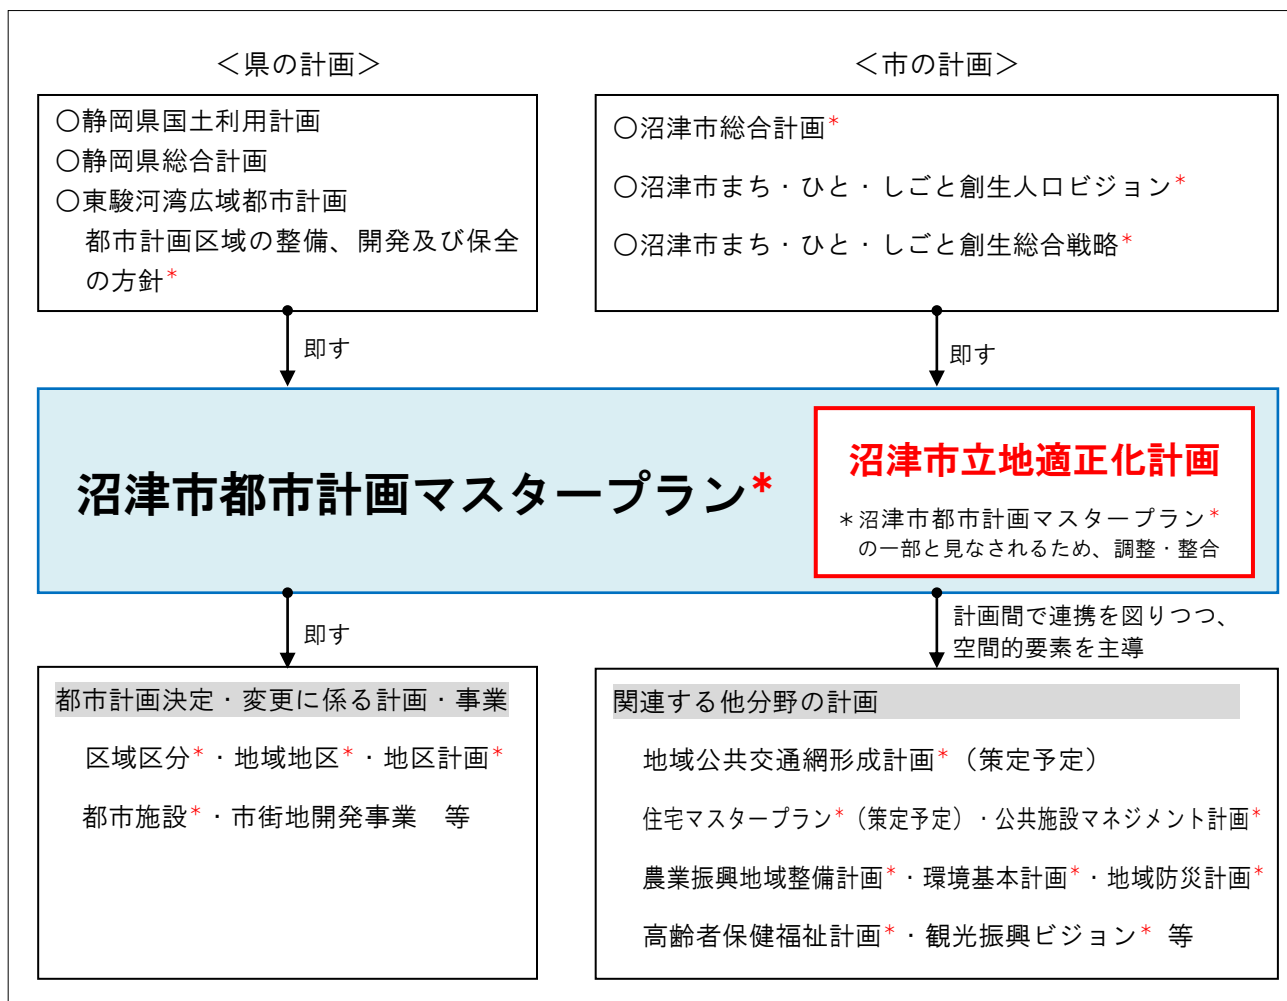 ＜県の計画＞
○静岡県国土利用計画
○静岡県総合計画
○東駿河湾広域都市計画
都市計画区域の整備、開発及び保全
の方針*
＜市の計画＞
○沼津市総合計画*
○沼津市まち・ひと・しごと創生人口ビジョン*
○沼津市まち・ひと・しごと創生総合戦略*
即す
即す
沼津市都市計画マスタープラン*
沼津市立地適正化計画
＊沼津市都市計画マスタープラン*
の一部と見なされるため、調整・整合
即す
計画間で連携を図りつつ、
空間的要素を主導
都市計画決定・変更に係る計画・事業
区域区分*・地域地区*・地区計画*
都市施設*・市街地開発事業　等
関連する他分野の計画
地域公共交通網形成計画*（策定予定）
住宅マスタープラン*（策定予定）・公共施設マネジメント計画*
農業振興地域整備計画*・環境基本計画*・地域防災計画*
高齢者保健福祉計画*・観光振興ビジョン* 等